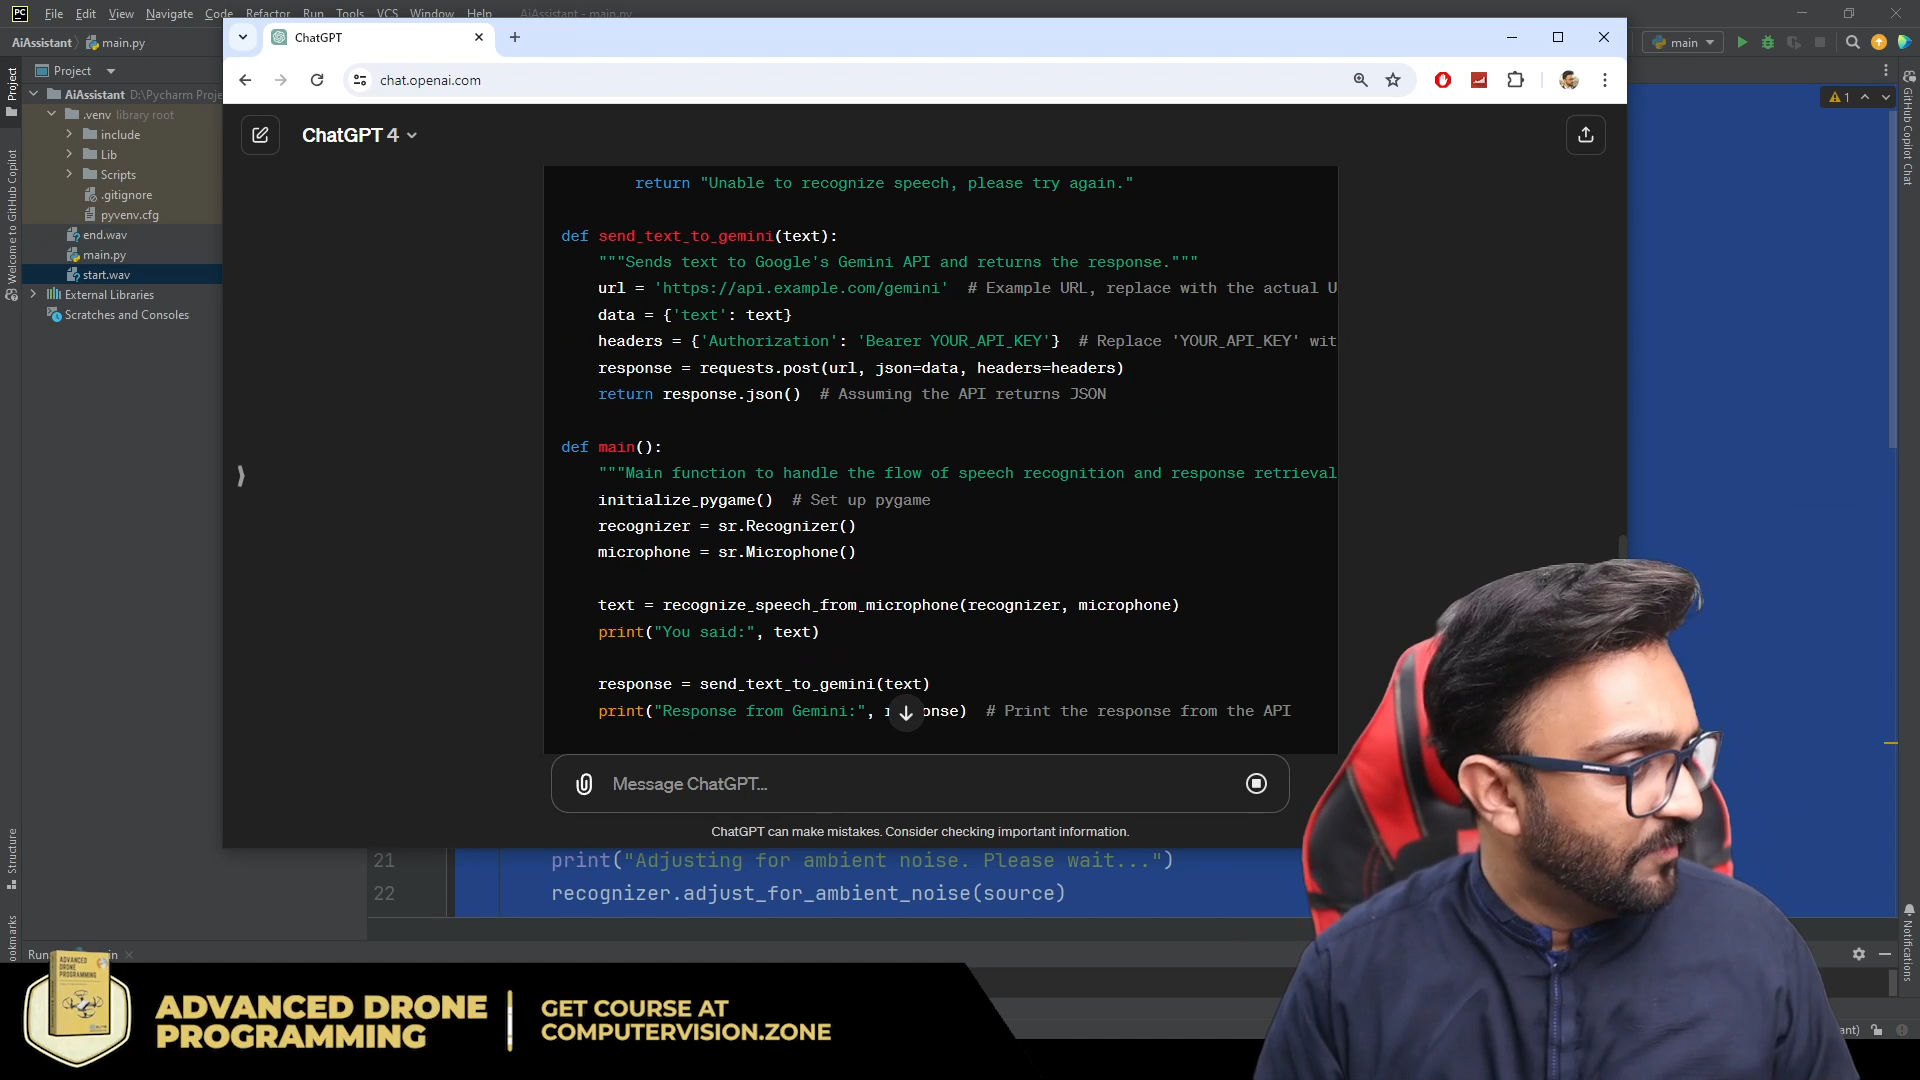 PC File Edit View Navigate Code Refactor Run Tools VCS Window Help AiAssistant - main.py
AiAssistant main.py
main
ChatGPT
chat.openai.com
Project
AiAssistant D:\Pycharm Proje
.venv library root
include
Lib
Scripts
.gitignore
pyvenv.cfg
end.wav
main.py
start.wav
External Libraries
Scratches and Consoles
Project
Welcome to GitHub Copilot
Structure
ookmarks
1
GitHub Copilot Chat
Notifications
ChatGPT 4
return "Unable to recognize speech, please try again."
def send_text_to_gemini(text):
"""Sends text to Google's Gemini API and returns the response."""
url = 'https://api.example.com/gemini' # Example URL, replace with the actual U
data = {'text': text}
headers = {'Authorization': 'Bearer YOUR_API_KEY'} # Replace 'YOUR_API_KEY' wit
response = requests.post(url, json=data, headers=headers)
return response.json() # Assuming the API returns JSON
def main():
"""Main function to handle the flow of speech recognition and response retrieval
initialize_pygame() # Set up pygame
recognizer = sr.Recognizer()
microphone = sr.Microphone()
text = recognize_speech_from_microphone(recognizer, microphone)
print("You said:", text)
response = send_text_to_gemini(text)
print("Response from Gemini:", r onse) # Print the response from the API
Message ChatGPT...
ChatGPT can make mistakes. Consider checking important information.
21 print("Adjusting for ambient noise. Please wait...")
22 recognizer.adjust_for_ambient_noise(source)
Run
ant)
ADVANCED
DRONE
PROGRAMMING
ADVANCED DRONE
PROGRAMMING
GET COURSE AT
COMPUTERVISION.ZONE